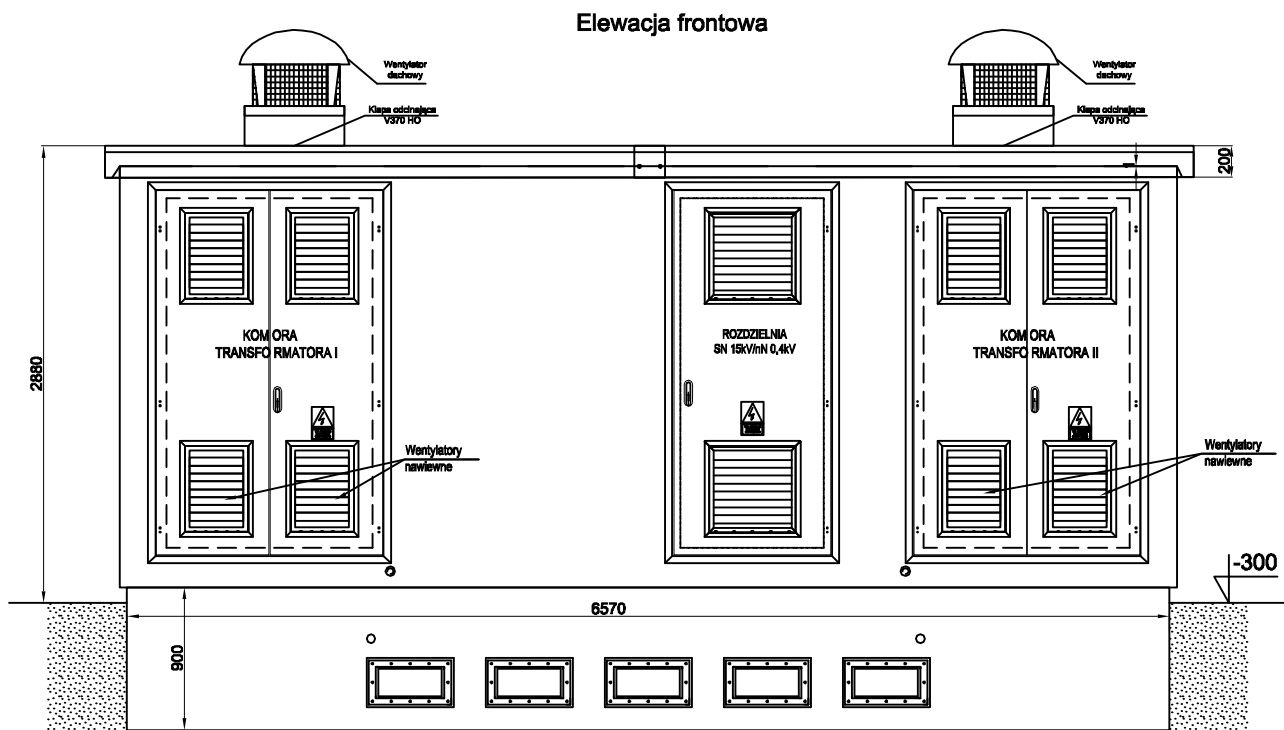 Elewacja frontowa
Wentylator
dachowy
Klapa odcinająca
V370 HO
Wentylator
dachowy
Klapa odcinająca
V370 HO
200
2880
KOMORA
TRANSFORMATORA I
ROZDZIELNIA
SN 15kV/nN 0,4kV
KOMORA
TRANSFORMATORA II
Wentylatory
nawiewne
Wentylatory
nawiewne
-300
6570
900